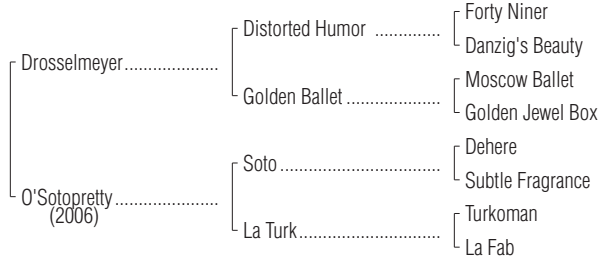 Forty Niner
Distorted Humor ..............
Danzig's Beauty
Drosselmeyer....................
Moscow Ballet
Golden Ballet ....................
Golden Jewel Box
Dehere
Soto ..................................
Subtle Fragrance
O'Sotopretty ......................
(2006)
Turkoman
La Turk..............................
La Fab